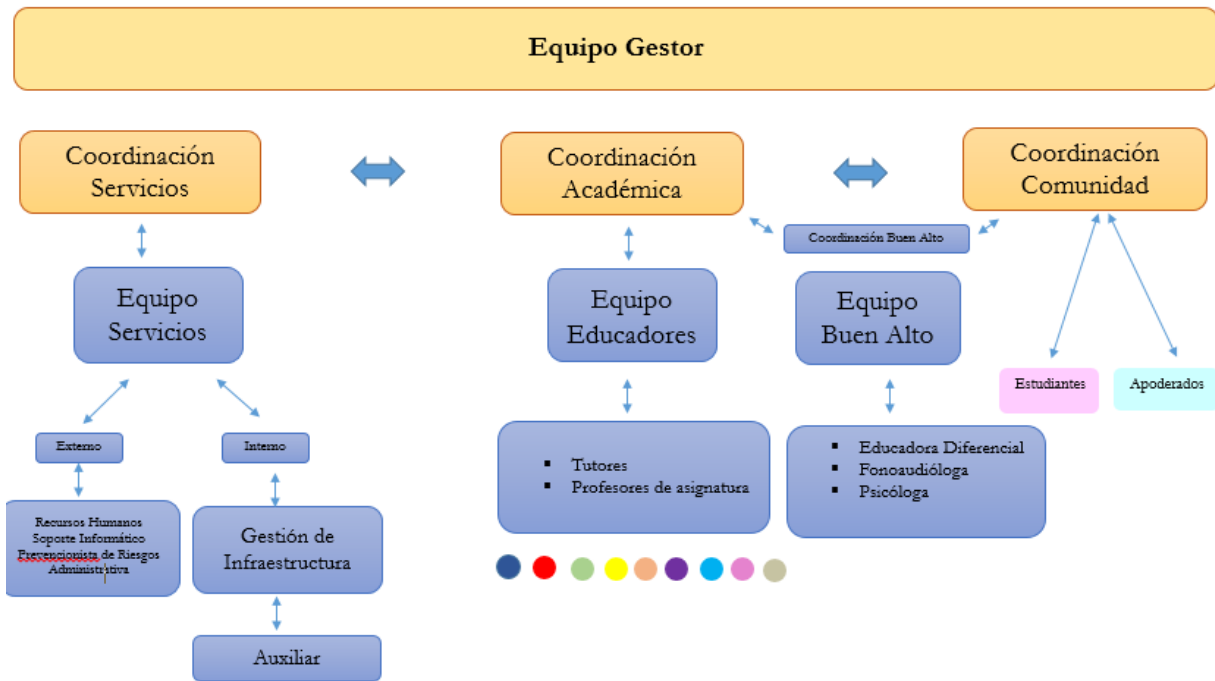 Equipo Gestor
Coordinación
Servicios
Coordinación
Académica
Coordinación
Comunidad
Coordinación Buen Alto
Equipo
Servicios
Equipo
Educadores
Equipo
Buen Alto
Estudiantes
Apoderados
Externo
Interno
▪ Tutores
▪ Profesores de asignatura
▪ Educadora Diferencial
▪ Fonoaudióloga
▪ Psicóloga
Recursos Humanos
Soporte Informático
Prevencionista de Riesgos
Administrativa
Gestión de
Infraestructura
Auxiliar